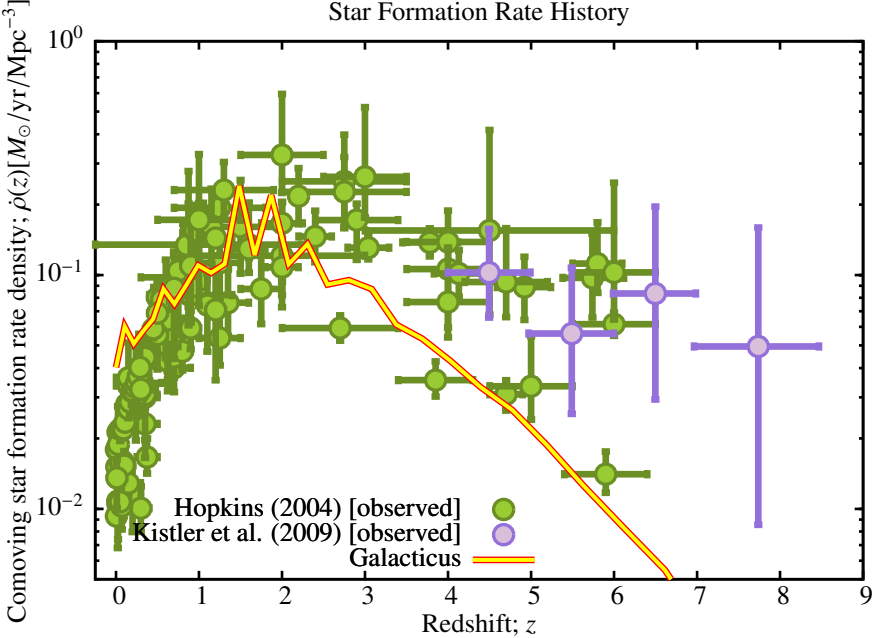 Star Formation Rate History
Comoving star formation rate density; ρ̇(z)[M☉/yr/Mpc⁻³]
10⁰
10⁻¹
10⁻²
Hopkins (2004) [observed]
Kistler et al. (2009) [observed]
Galacticus
0 1 2 3 4 5 6 7 8 9
Redshift; z